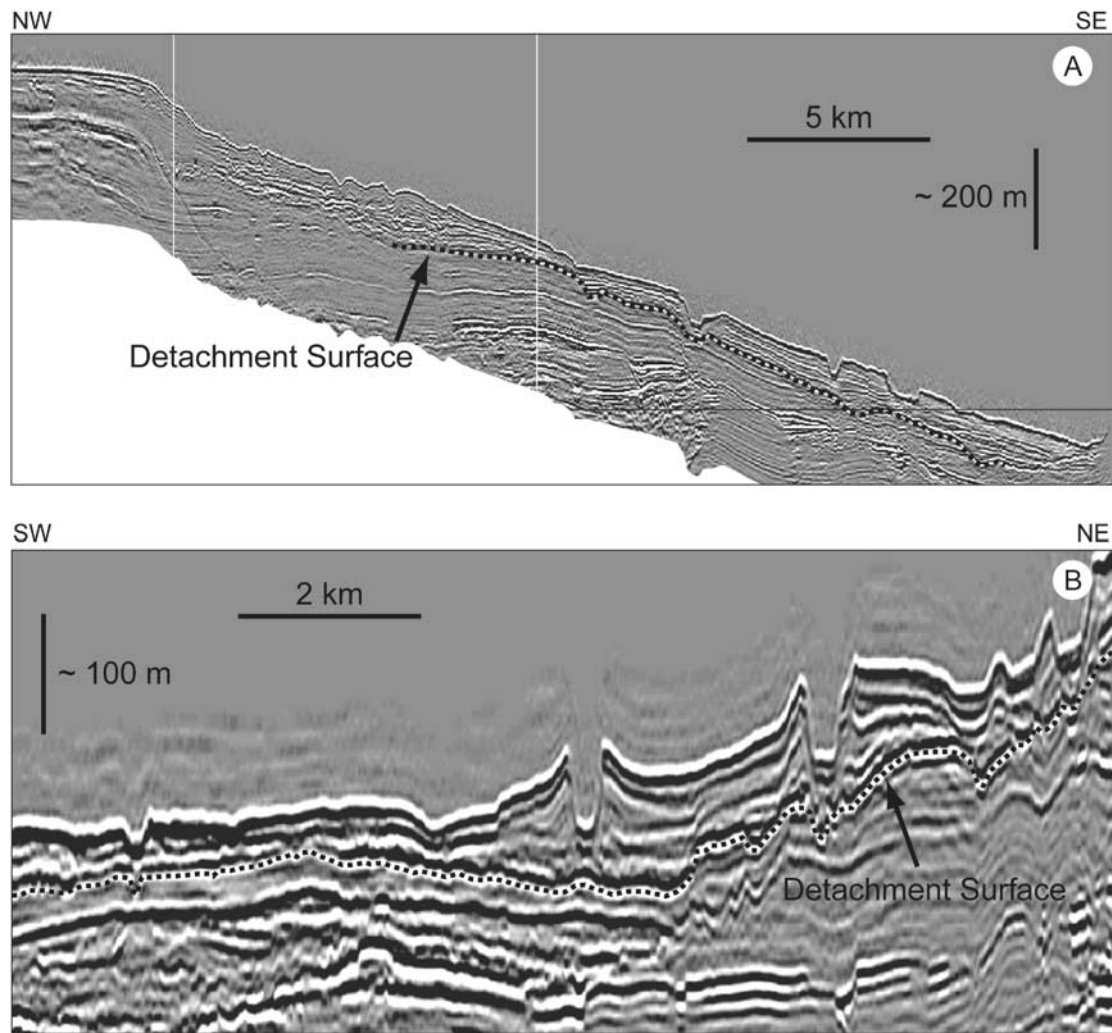 NW SE
A
5 km
~ 200 m
Detachment Surface
SW NE
B
2 km
~ 100 m
Detachment Surface